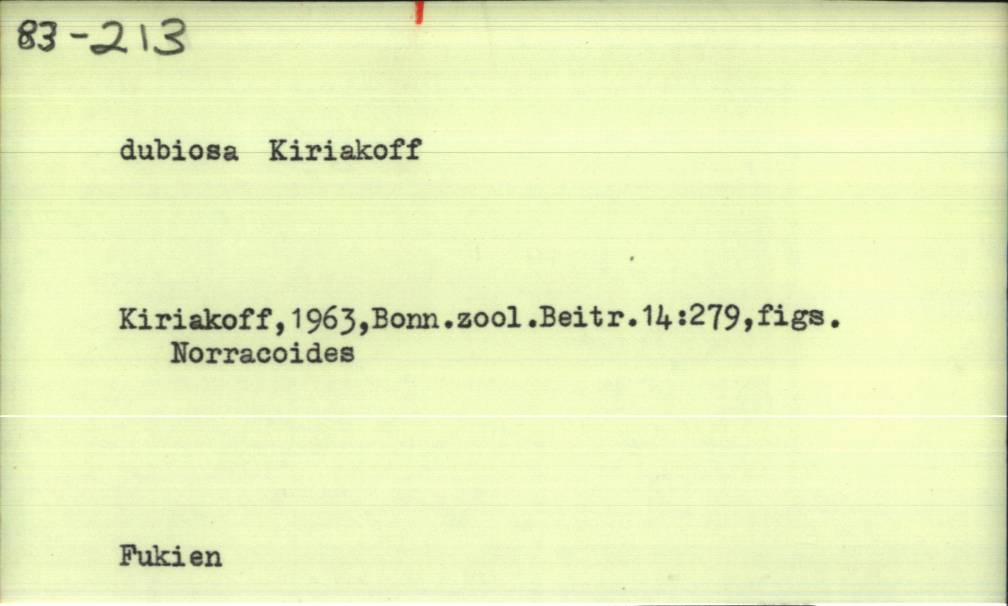 83-213
dubiosa Kiriakoff
Kiriakoff,1963,Bonn.zool.Beitr.14:279,figs.
Norracoides
Fukien